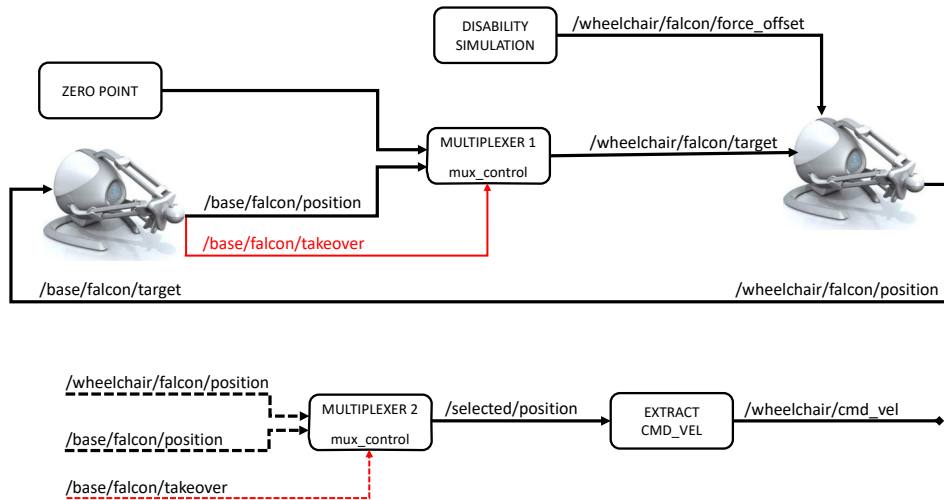 DISABILITY
SIMULATION
/wheelchair/falcon/force_offset
ZERO POINT
MULTIPLEXER 1
mux_control
/wheelchair/falcon/target
/base/falcon/position
/base/falcon/takeover
/base/falcon/target
/wheelchair/falcon/position
/wheelchair/falcon/position
/base/falcon/position
/base/falcon/takeover
MULTIPLEXER 2
mux_control
/selected/position
EXTRACT
CMD_VEL
/wheelchair/cmd_vel